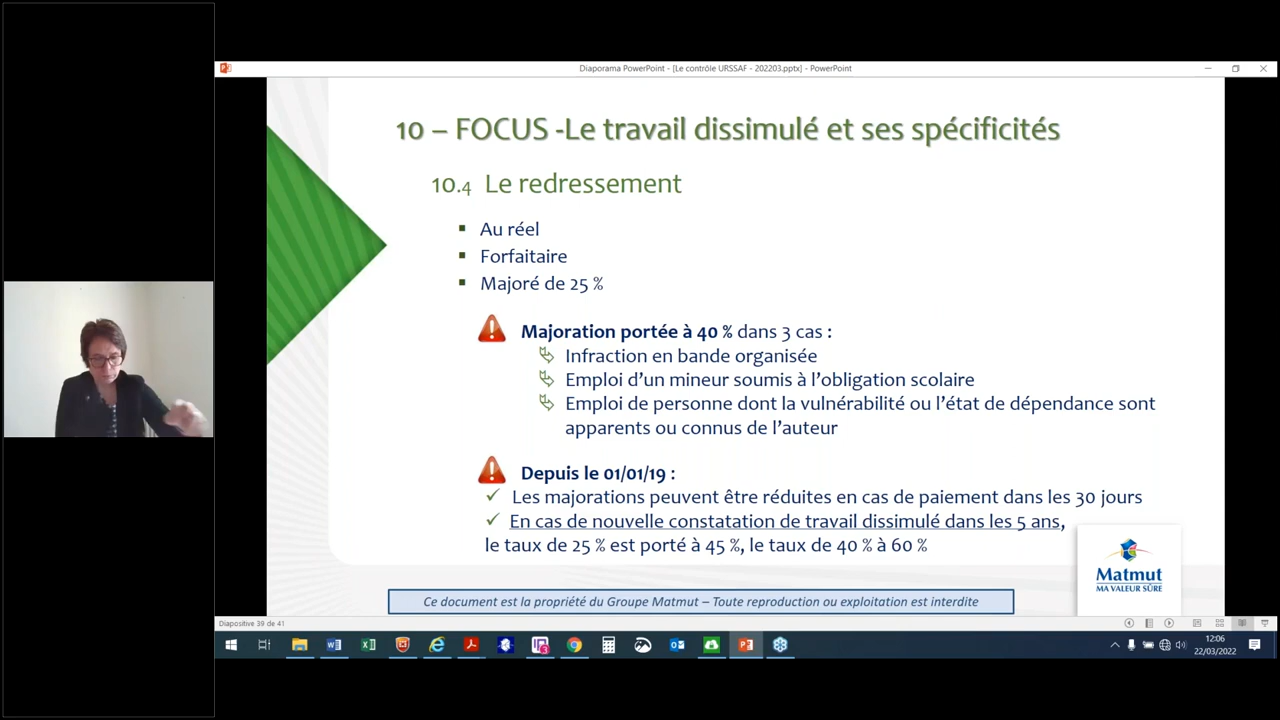 Diaporama PowerPoint - [Le contrôle URSSAF - 202203.pptx] - PowerPoint
10 – FOCUS -Le travail dissimulé et ses spécificités
10.4 Le redressement
Au réel
Forfaitaire
Majoré de 25 %
Majoration portée à 40 % dans 3 cas :
Infraction en bande organisée
Emploi d’un mineur soumis à l’obligation scolaire
Emploi de personne dont la vulnérabilité ou l’état de dépendance sont
apparents ou connus de l’auteur
Depuis le 01/01/19 :
Les majorations peuvent être réduites en cas de paiement dans les 30 jours
En cas de nouvelle constatation de travail dissimulé dans les 5 ans,
le taux de 25 % est porté à 45 %, le taux de 40 % à 60 %
Matmut
MA VALEUR SÛRE
Ce document est la propriété du Groupe Matmut – Toute reproduction ou exploitation est interdite
Diapositive 39 de 41
12:06
22/03/2022